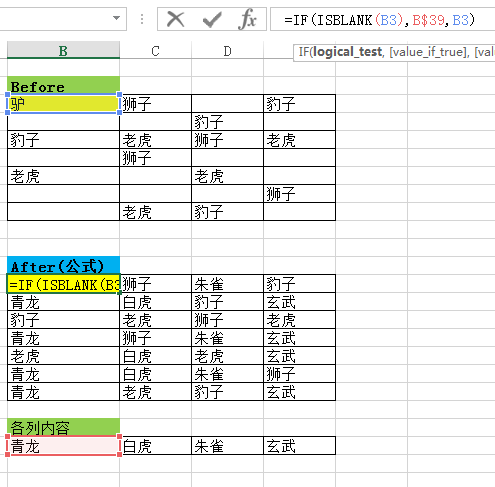 =IF(ISBLANK(B3),B$39,B3)
IF(logical_test, [value_if_true], [va
B C D
Before
驴 狮子 豹子
豹子
豹子 老虎 狮子 老虎
狮子
老虎 老虎
狮子
老虎 豹子
After(公式)
=IF(ISBLANK(B3 狮子 朱雀 豹子
青龙 白虎 豹子 玄武
豹子 老虎 狮子 老虎
青龙 狮子 朱雀 玄武
老虎 白虎 老虎 玄武
青龙 白虎 朱雀 狮子
青龙 老虎 豹子 玄武
各列内容
青龙 白虎 朱雀 玄武